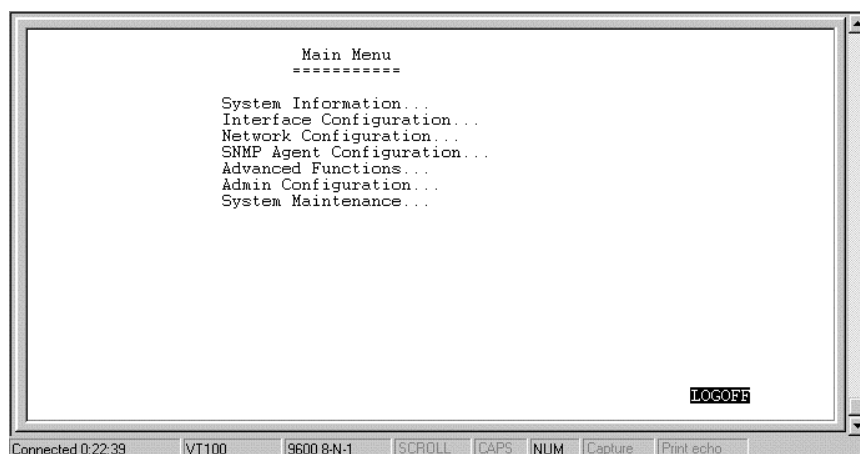 Main Menu
===========
System Information...
Interface Configuration...
Network Configuration...
SNMP Agent Configuration...
Advanced Functions...
Admin Configuration...
System Maintenance...
LOGOFF
Connected 0:22:39 VT100 9600 8-N-1 SCROLL CAPS NUM Capture Print echo